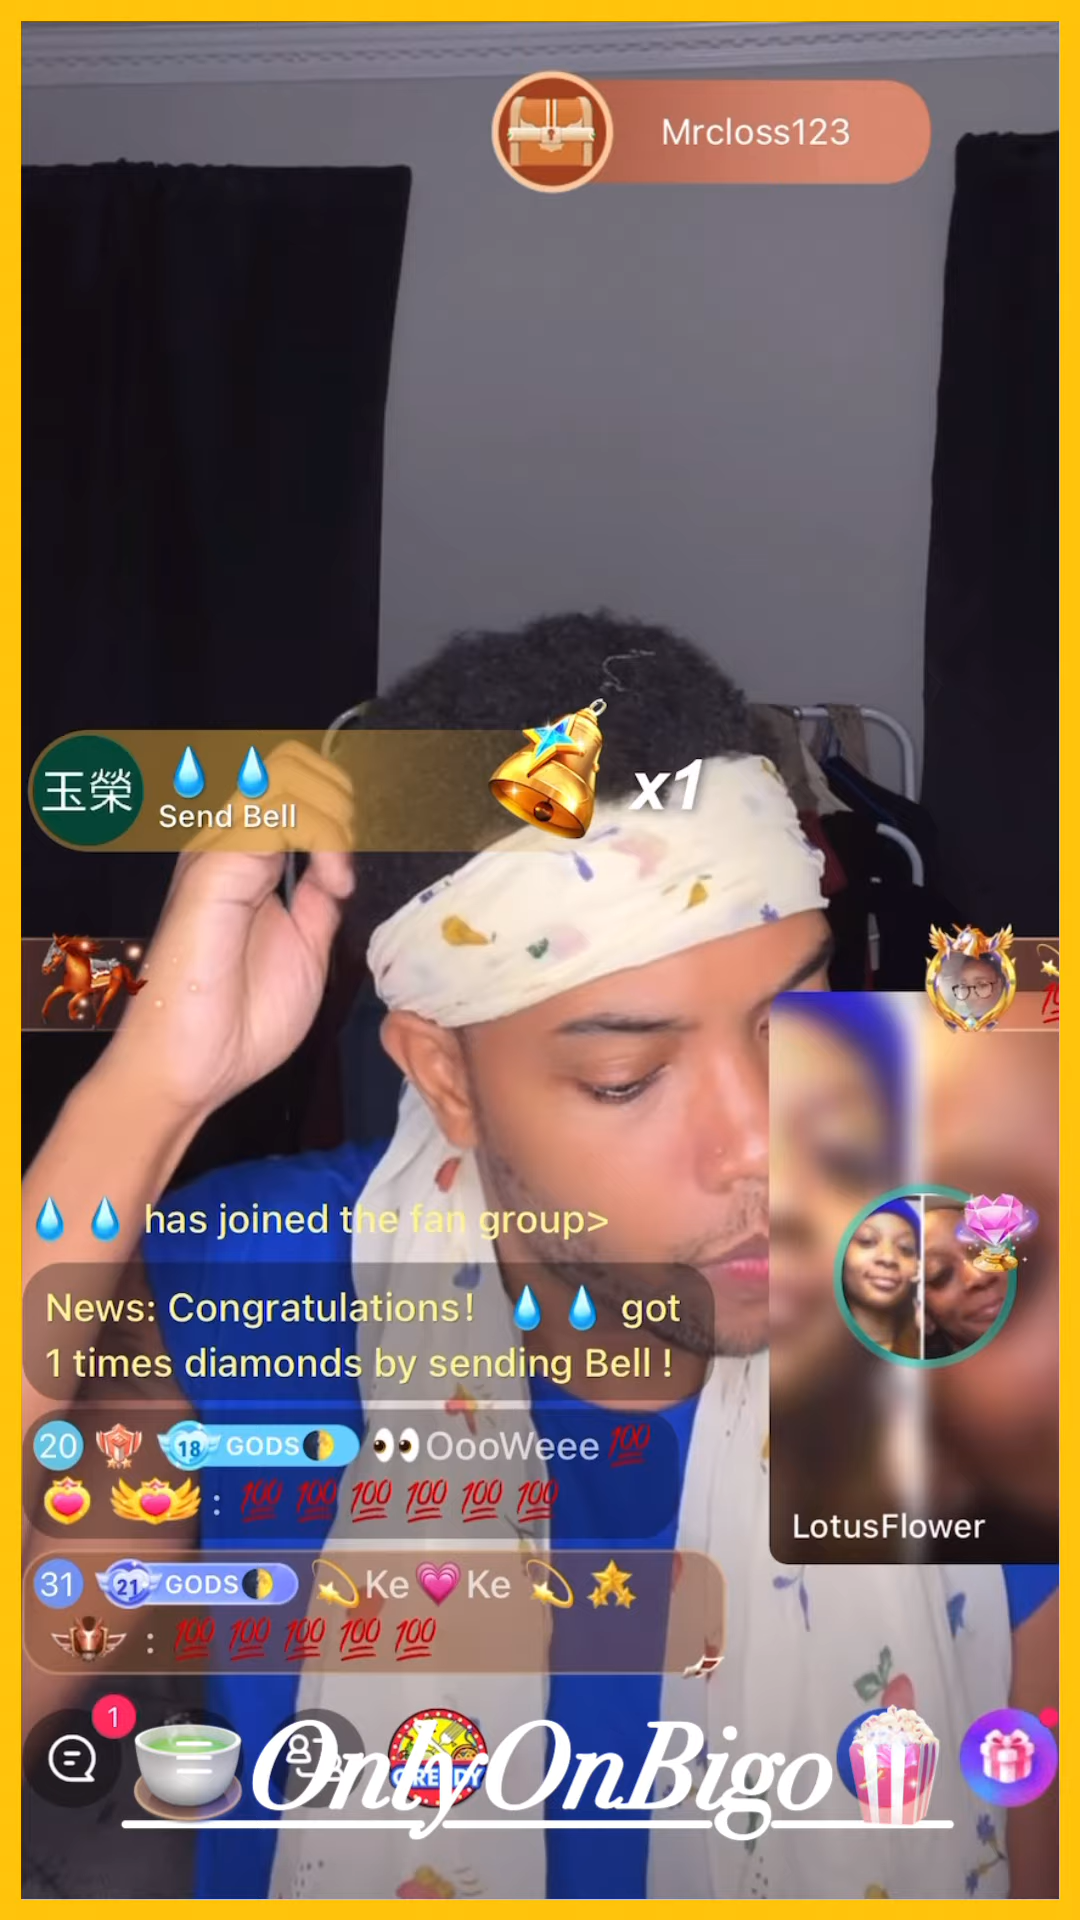 Mrcloss123
玉榮
💧 💧
Send Bell
x1
💧 💧 has joined the fan group>
News: Congratulations! 💧 💧 got
1 times diamonds by sending Bell !
20 18 GODS🌓 👀OooWeee💯
: 💯 💯 💯 💯 💯 💯
LotusFlower
31 21 GODS🌓 💫Ke💗Ke 💫
: 💯 💯 💯 💯 💯
1
GREEDY
🍵OnlyOnBigo🍿